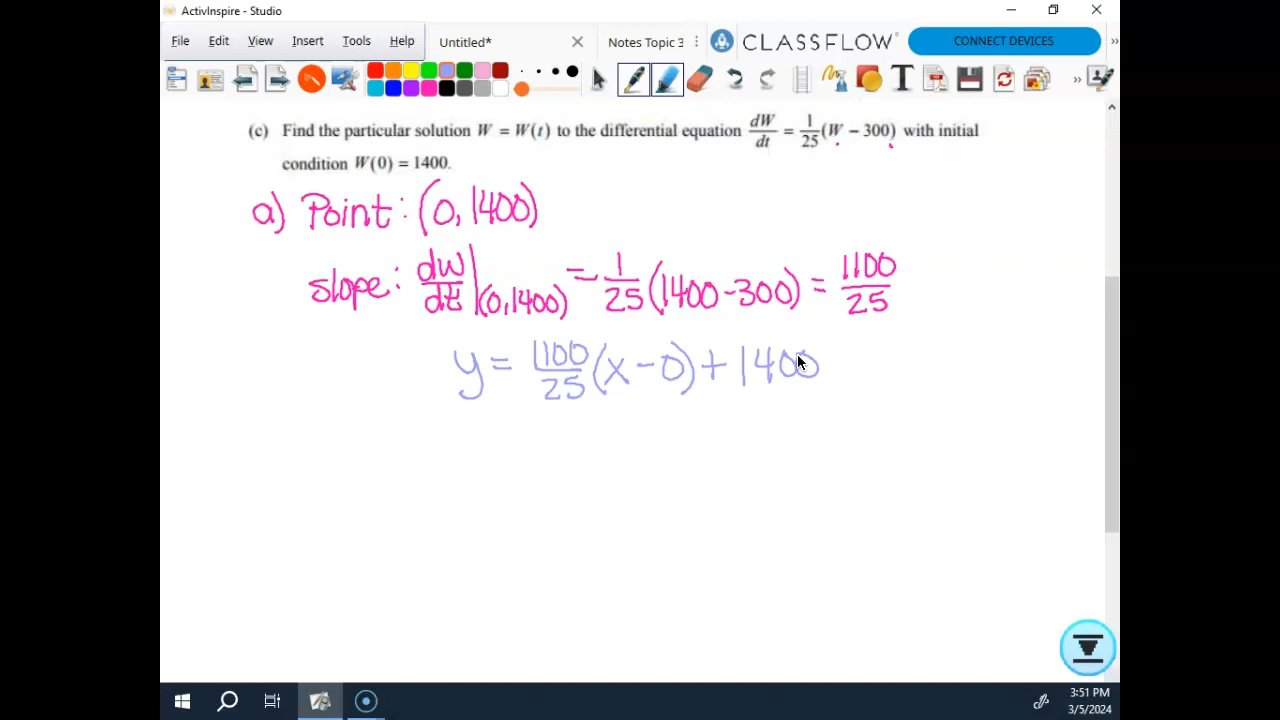 ActivInspire - Studio
File Edit View Insert Tools Help Untitled* Notes Topic 3 CLASSFLOW CONNECT DEVICES
(c) Find the particular solution W = W(t) to the differential equation dW/dt = 1/25 (W − 300) with initial
condition W(0) = 1400.
a) Point: (0, 1400)
slope: dw/dt |(0,1400) = 1/25 (1400-300) = 1100/25
y = 1100/25 (x - 0) + 1400
3:51 PM
3/5/2024